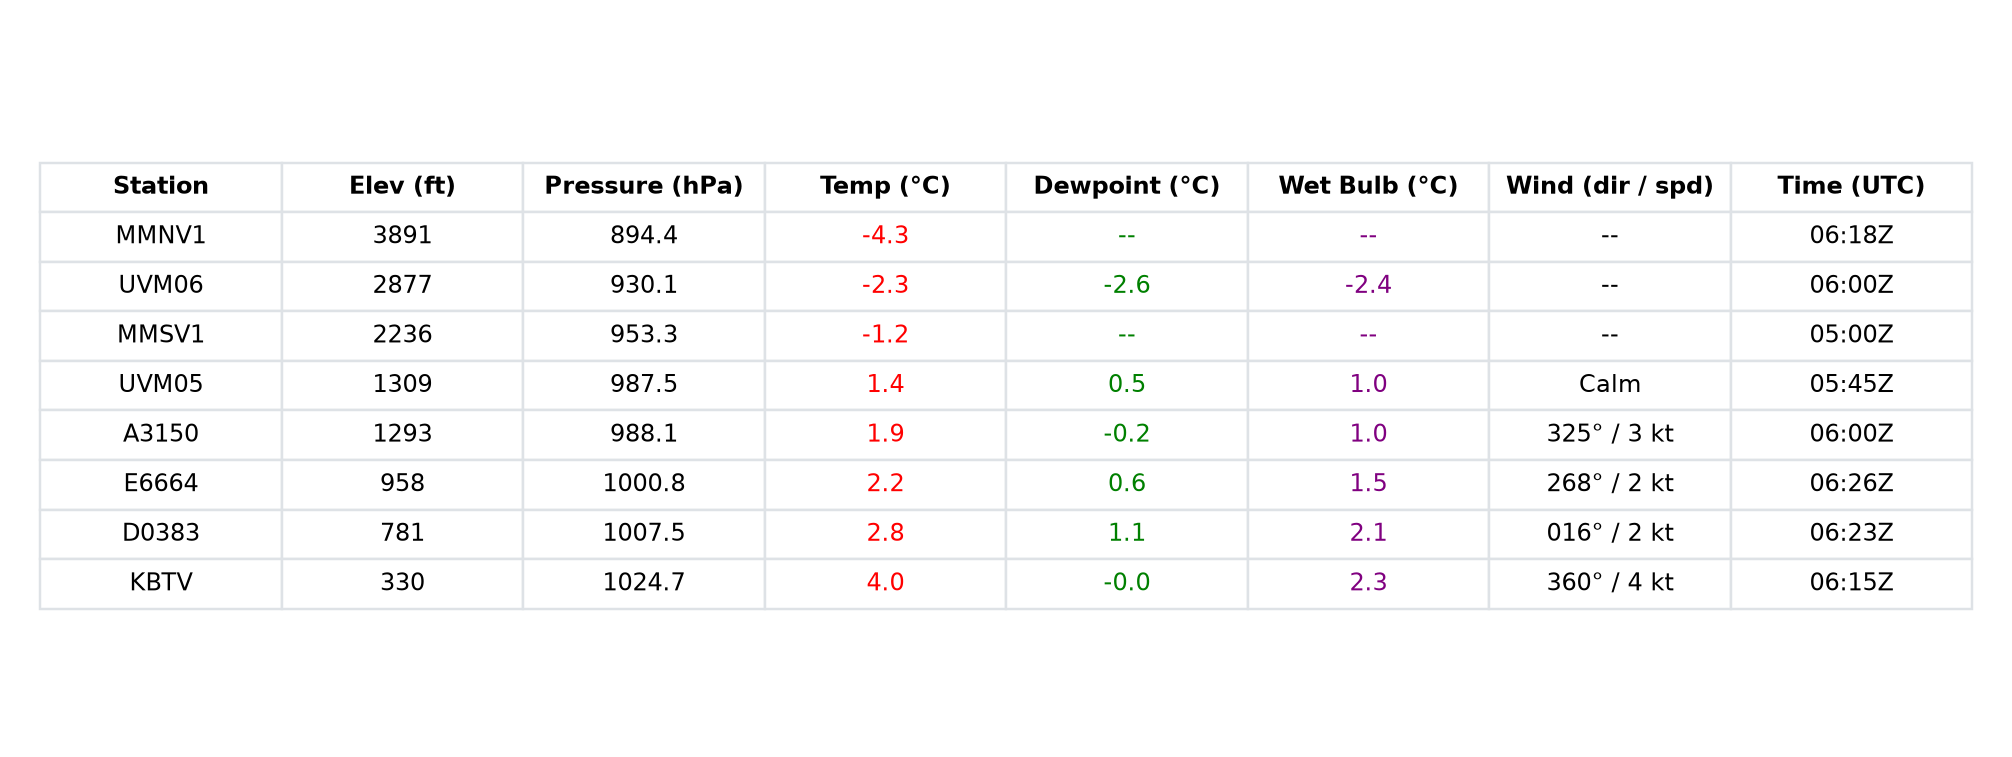 Station Elev (ft) Pressure (hPa) Temp (°C) Dewpoint (°C) Wet Bulb (°C) Wind (dir / spd) Time (UTC)
MMNV1 3891 894.4 -4.3 -- -- -- 06:18Z
UVM06 2877 930.1 -2.3 -2.6 -2.4 -- 06:00Z
MMSV1 2236 953.3 -1.2 -- -- -- 05:00Z
UVM05 1309 987.5 1.4 0.5 1.0 Calm 05:45Z
A3150 1293 988.1 1.9 -0.2 1.0 325° / 3 kt 06:00Z
E6664 958 1000.8 2.2 0.6 1.5 268° / 2 kt 06:26Z
D0383 781 1007.5 2.8 1.1 2.1 016° / 2 kt 06:23Z
KBTV 330 1024.7 4.0 -0.0 2.3 360° / 4 kt 06:15Z